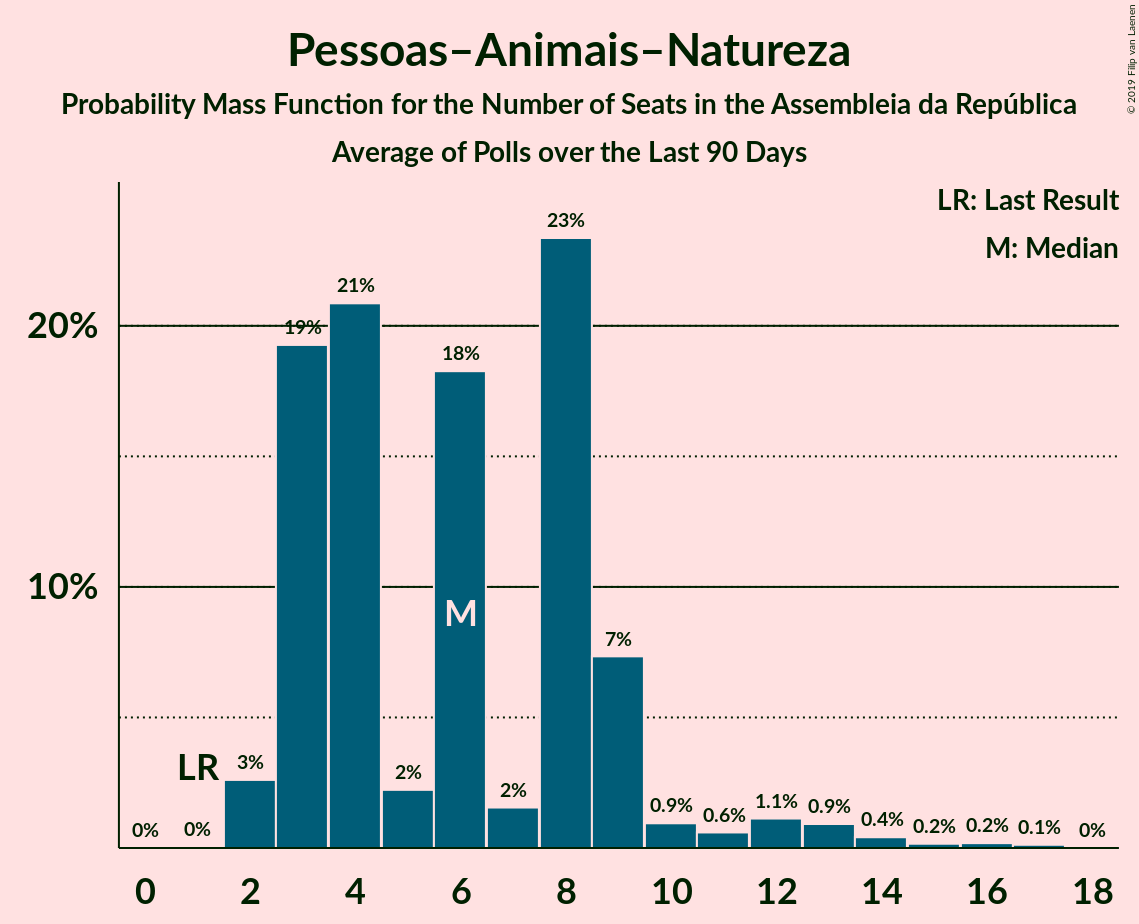 Pessoas–Animais–Natureza
Probability Mass Function for the Number of Seats in the Assembleia da República
Average of Polls over the Last 90 Days
© 2019 Filip van Laenen
LR: Last Result
M: Median
20%
10%
0%
0%
LR
3%
19%
21%
2%
18%
M
2%
23%
7%
0.9%
0.6%
1.1%
0.9%
0.4%
0.2%
0.2%
0.1%
0%
0 2 4 6 8 10 12 14 16 18